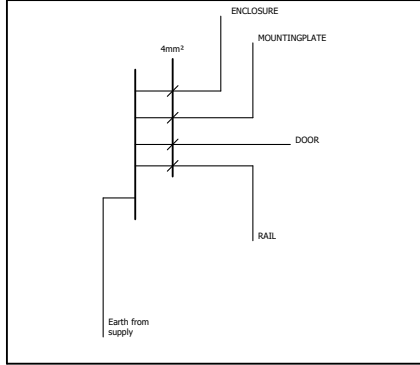 ENCLOSURE
MOUNTINGPLATE
4mm²
DOOR
RAIL
Earth from
supply